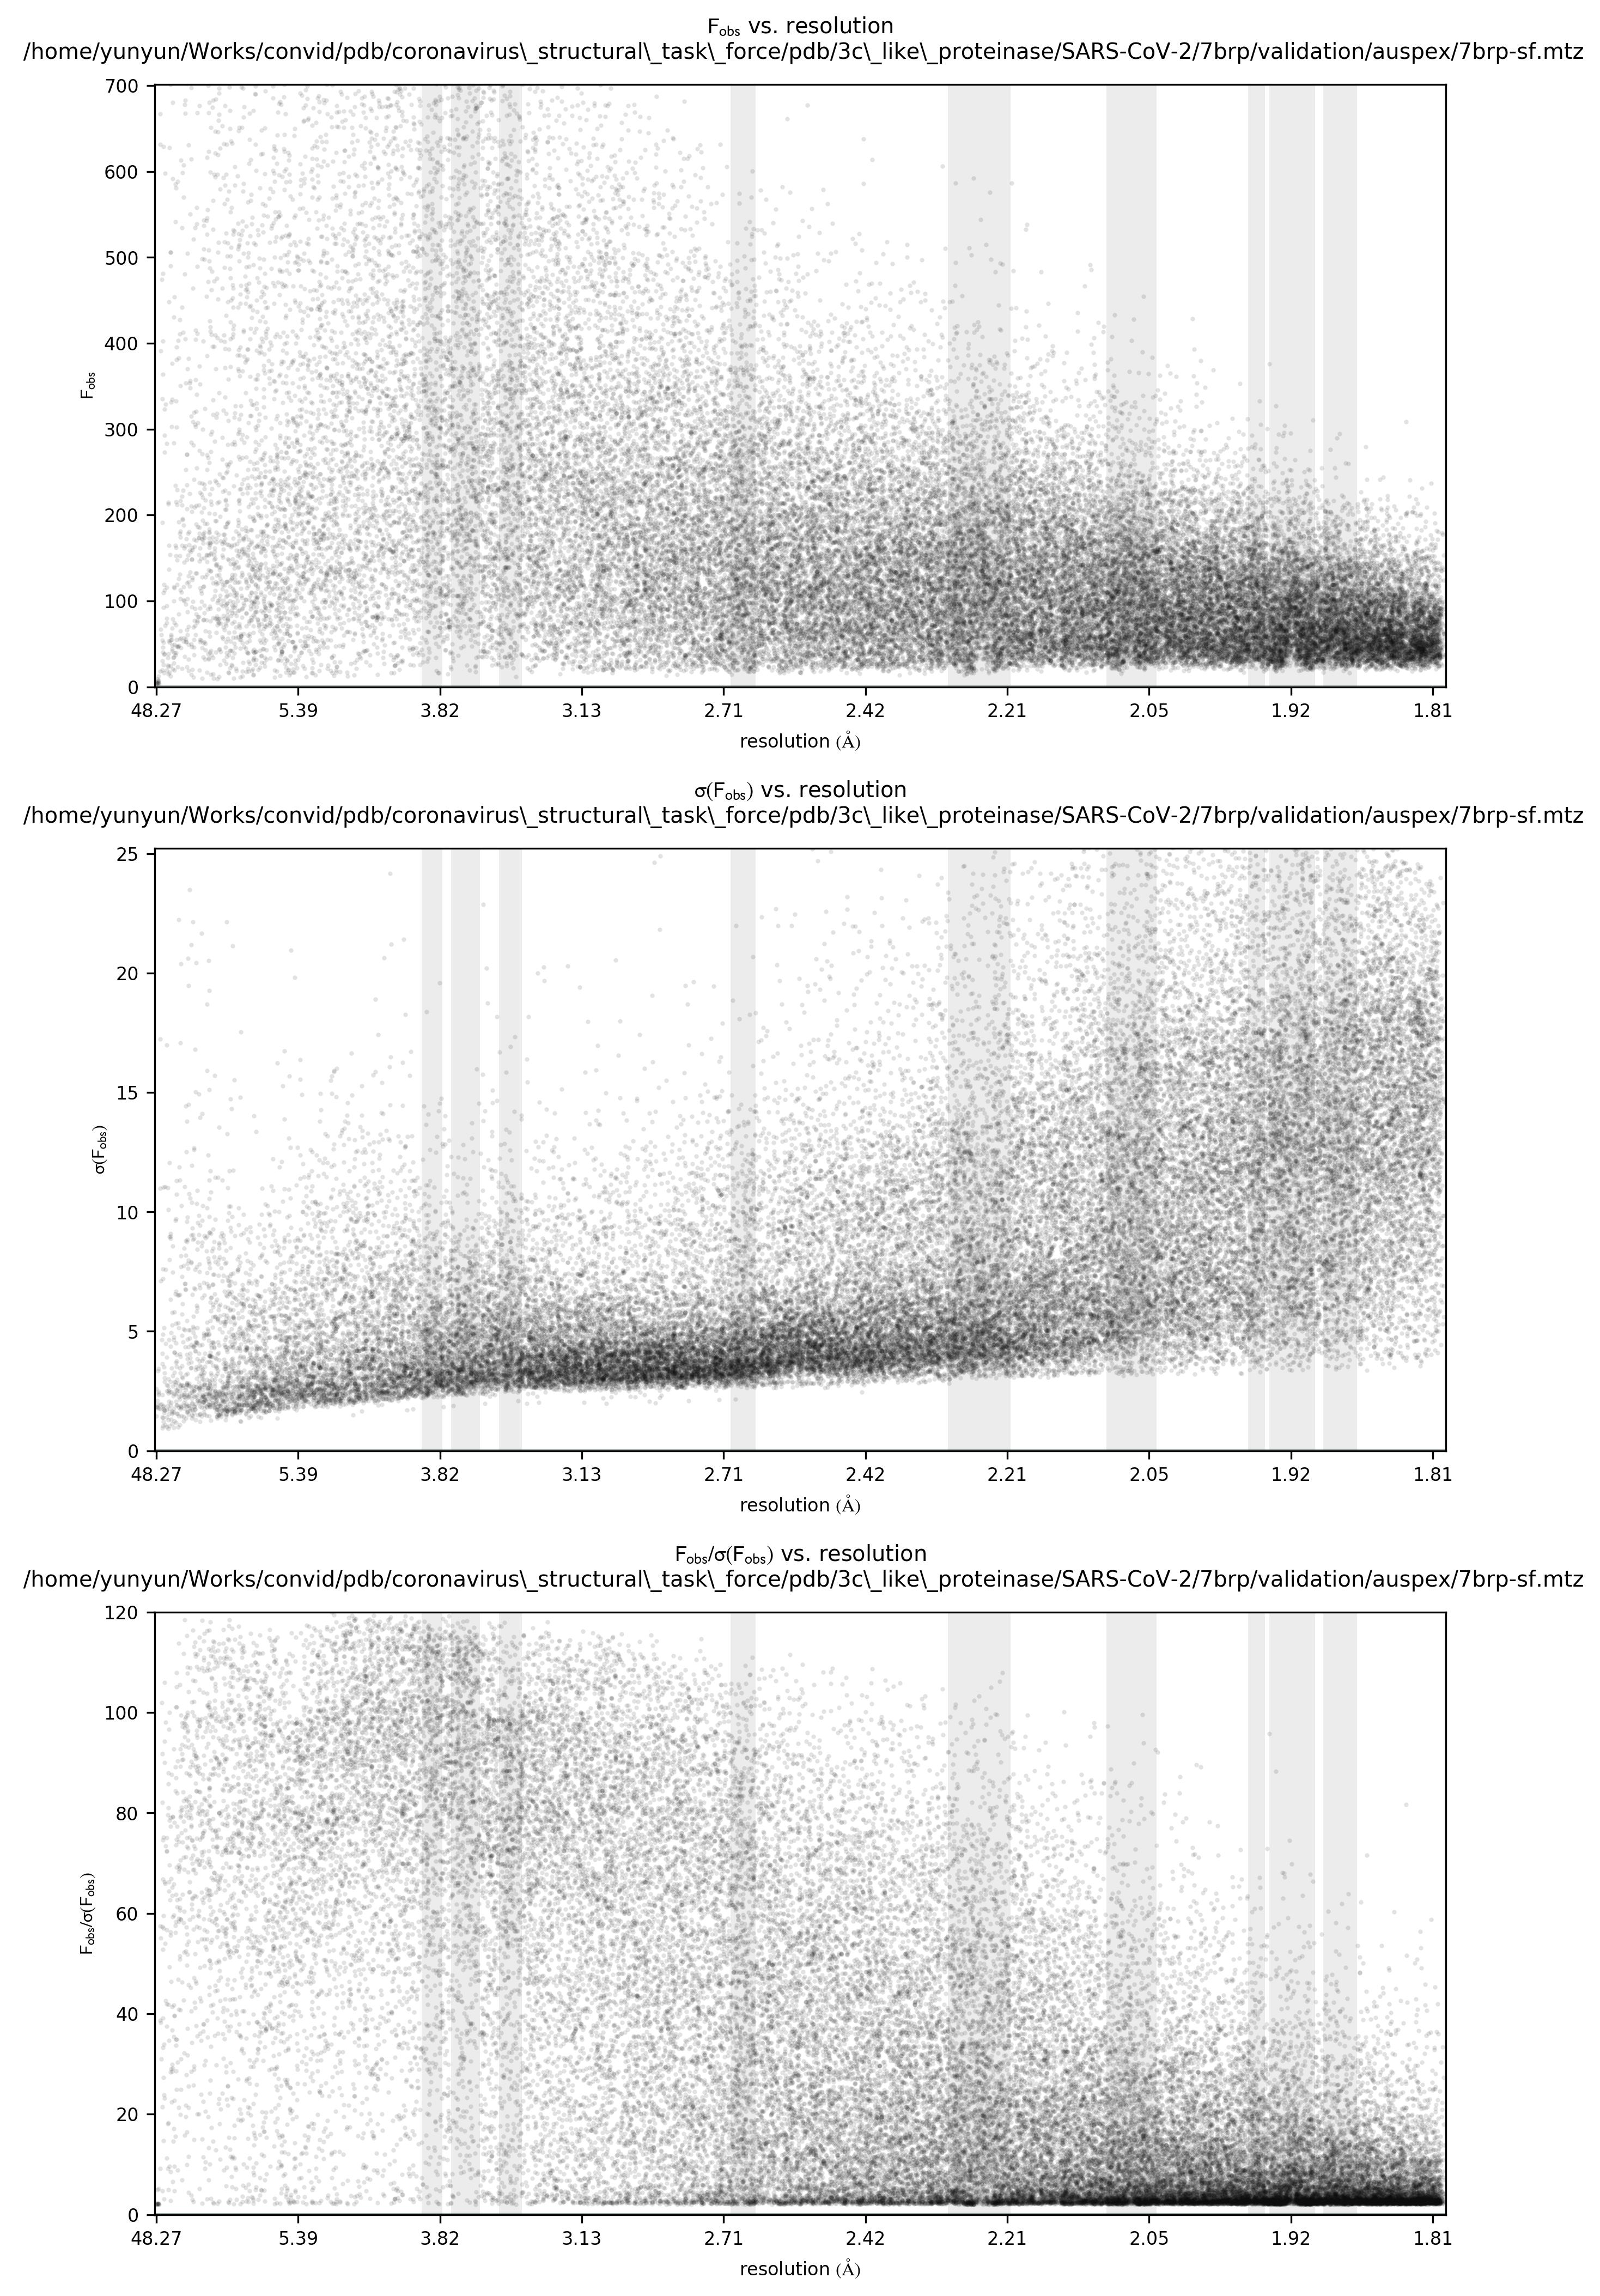 Fobs vs. resolution
/home/yunyun/Works/convid/pdb/coronavirus\_structural\_task\_force/pdb/3c\_like\_proteinase/SARS-CoV-2/7brp/validation/auspex/7brp-sf.mtz
700
600
500
400
300
200
100
0
Fobs
48.27 5.39 3.82 3.13 2.71 2.42 2.21 2.05 1.92 1.81
resolution (Å)
σ(Fobs) vs. resolution
/home/yunyun/Works/convid/pdb/coronavirus\_structural\_task\_force/pdb/3c\_like\_proteinase/SARS-CoV-2/7brp/validation/auspex/7brp-sf.mtz
25
20
15
10
5
0
σ(Fobs)
48.27 5.39 3.82 3.13 2.71 2.42 2.21 2.05 1.92 1.81
resolution (Å)
Fobs/σ(Fobs) vs. resolution
/home/yunyun/Works/convid/pdb/coronavirus\_structural\_task\_force/pdb/3c\_like\_proteinase/SARS-CoV-2/7brp/validation/auspex/7brp-sf.mtz
120
100
80
60
40
20
0
Fobs/σ(Fobs)
48.27 5.39 3.82 3.13 2.71 2.42 2.21 2.05 1.92 1.81
resolution (Å)